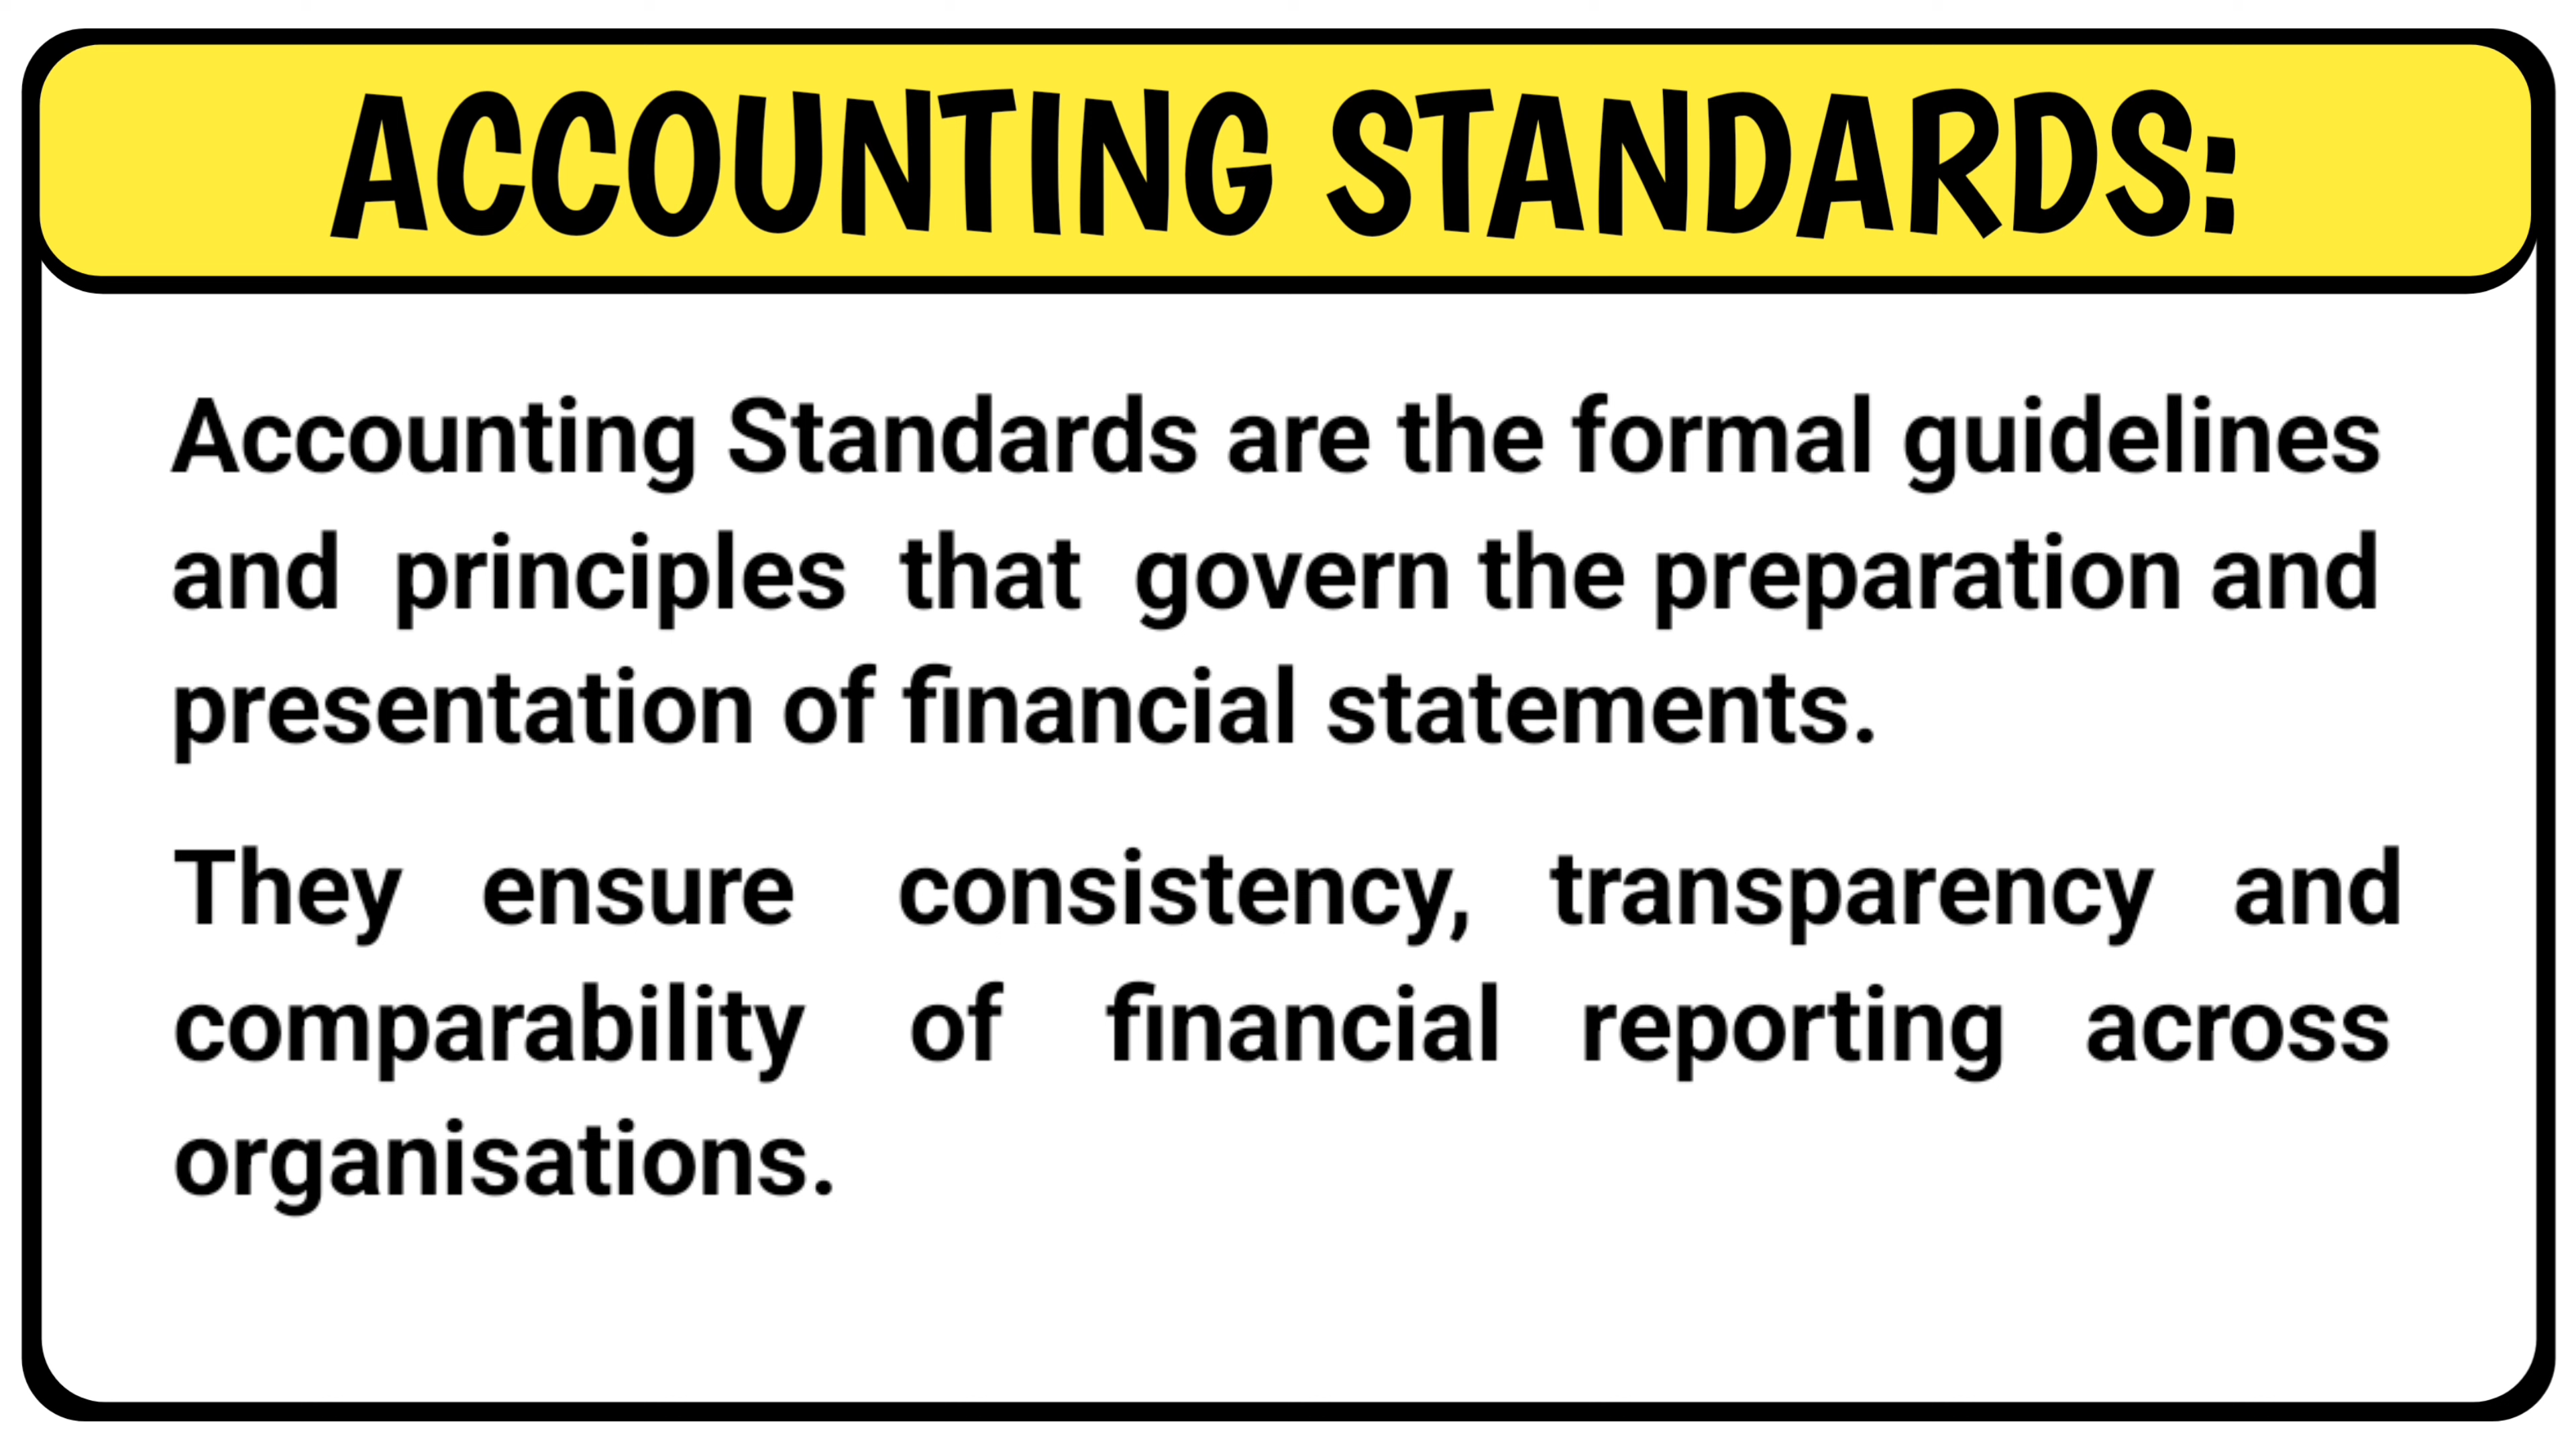 ACCOUNTING STANDARDS:
Accounting Standards are the formal guidelines
and principles that govern the preparation and
presentation of financial statements.
They ensure consistency, transparency and
comparability of financial reporting across
organisations.